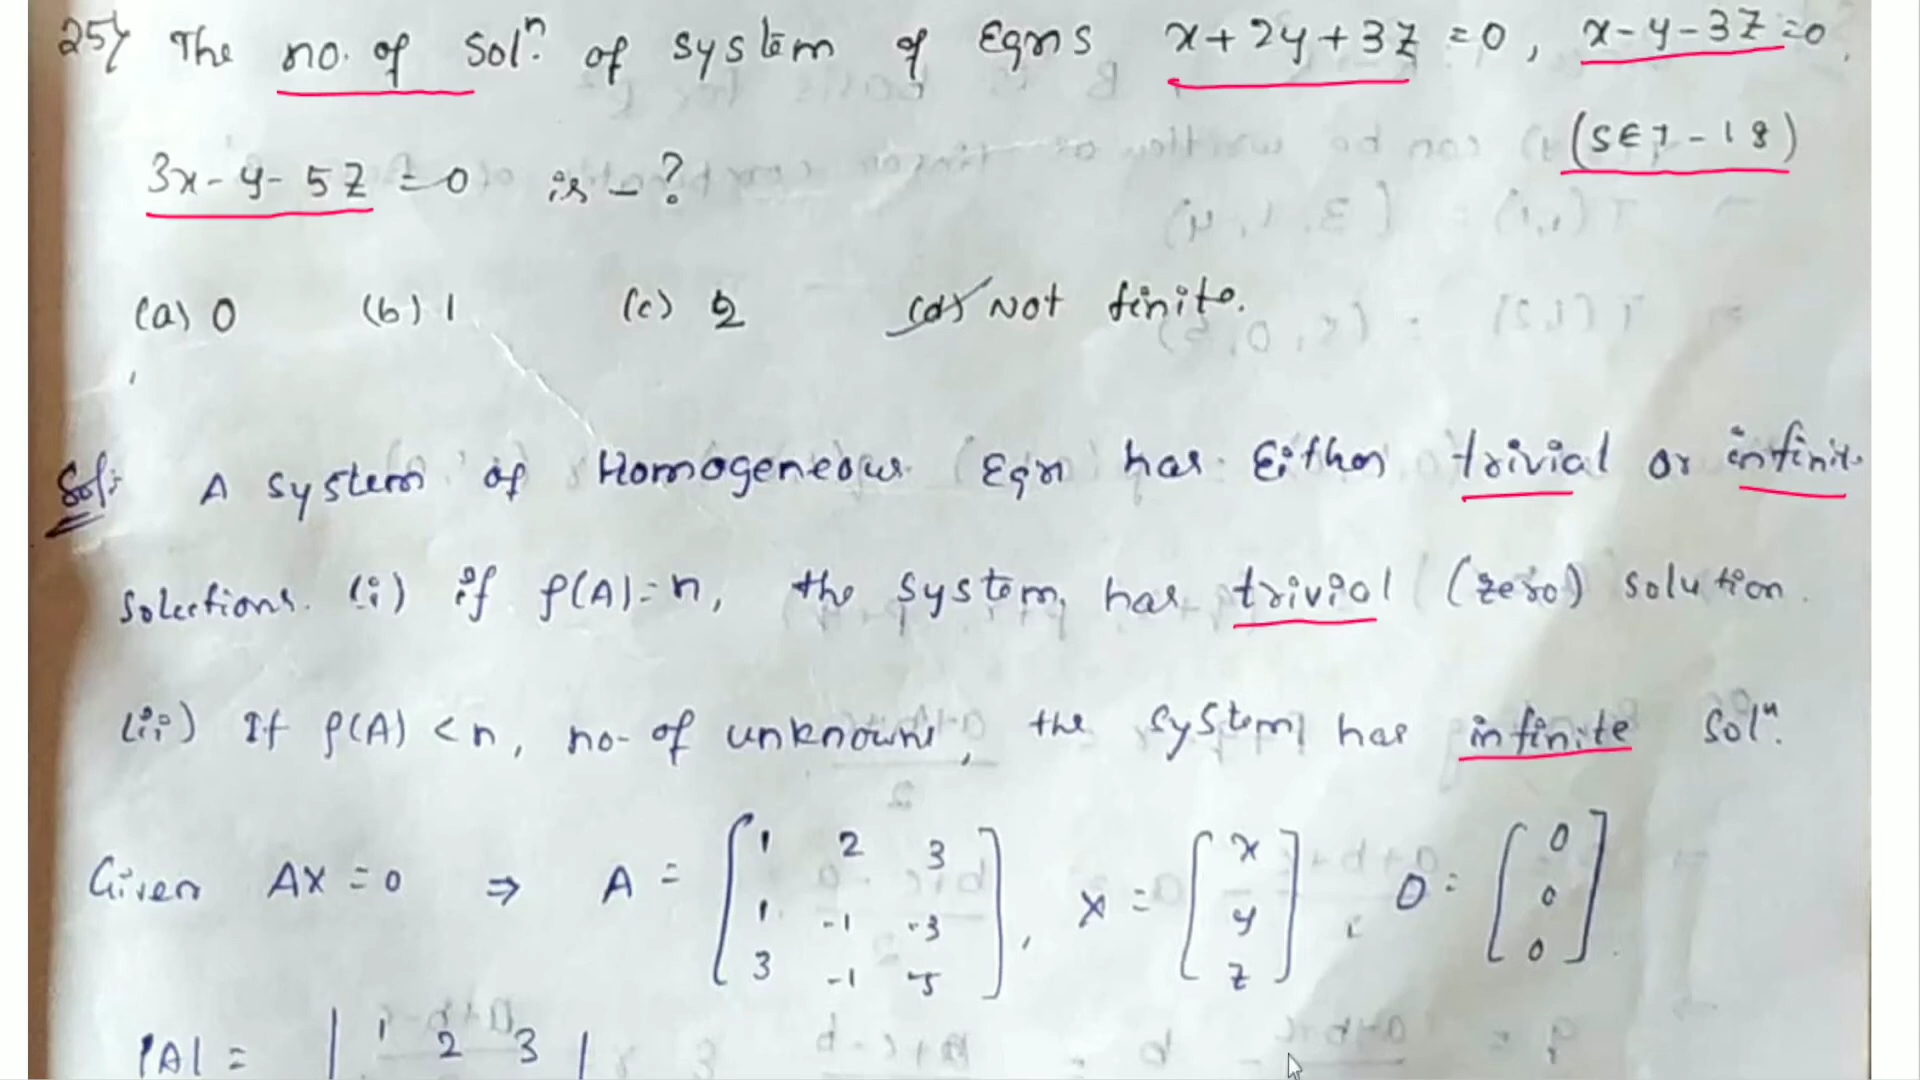 25) The no. of Solⁿ. of system of Eqns x+2y+3z=0, x-y-3z=0,
3x-y-5z=0 is - ? (SET-18)
(a) 0 (b) 1 (c) 2 (d) Not finite.
Sol: A system of Homogeneous Eqn has Either trivial or infinite
solutions. (i) if ρ(A)=n, the system has trivial (zero) solution.
(ii) If ρ(A)<n, no- of unknowns, the system has infinite Solⁿ.
Given AX=0 ⇒ A = [1 2 3; 1 -1 -3; 3 -1 -5], X = [x; y; z] 0 = [0; 0; 0].
|A| = | 1 2 3 |